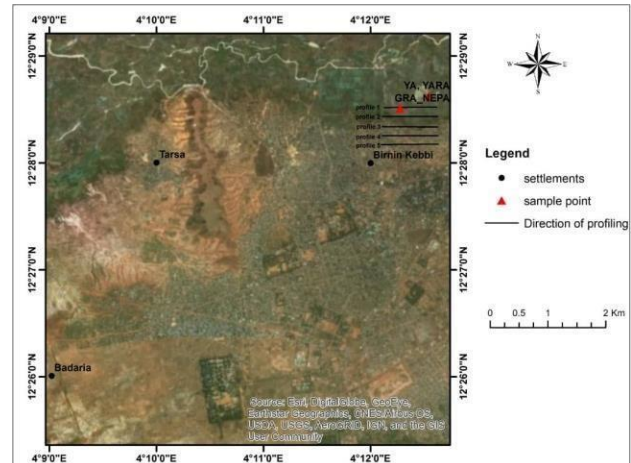 4°9'0"E 4°10'0"E 4°11'0"E 4°12'0"E
12°29'0"N 12°29'0"N
YA, YARA
GRA_NEPA
profile 1
profile 2
profile 3
profile 4
profile 5
Tarsa
Birnin Kebbi
12°28'0"N 12°28'0"N
12°27'0"N 12°27'0"N
12°26'0"N 12°26'0"N
Badaria
Source: Esri, DigitalGlobe, GeoEye,
Earthstar Geographics, CNES/Airbus DS,
USDA, USGS, AeroGRID, IGN, and the GIS
User Community
4°9'0"E 4°10'0"E 4°11'0"E 4°12'0"E
N
W E
S
Legend
settlements
sample point
Direction of profiling
0 0.5 1 2 Km